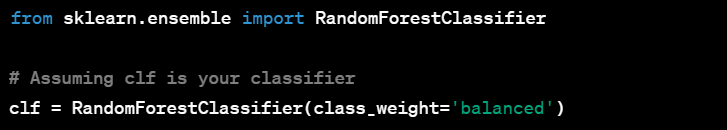 from sklearn.ensemble import RandomForestClassifier
# Assuming clf is your classifier
clf = RandomForestClassifier(class_weight='balanced')